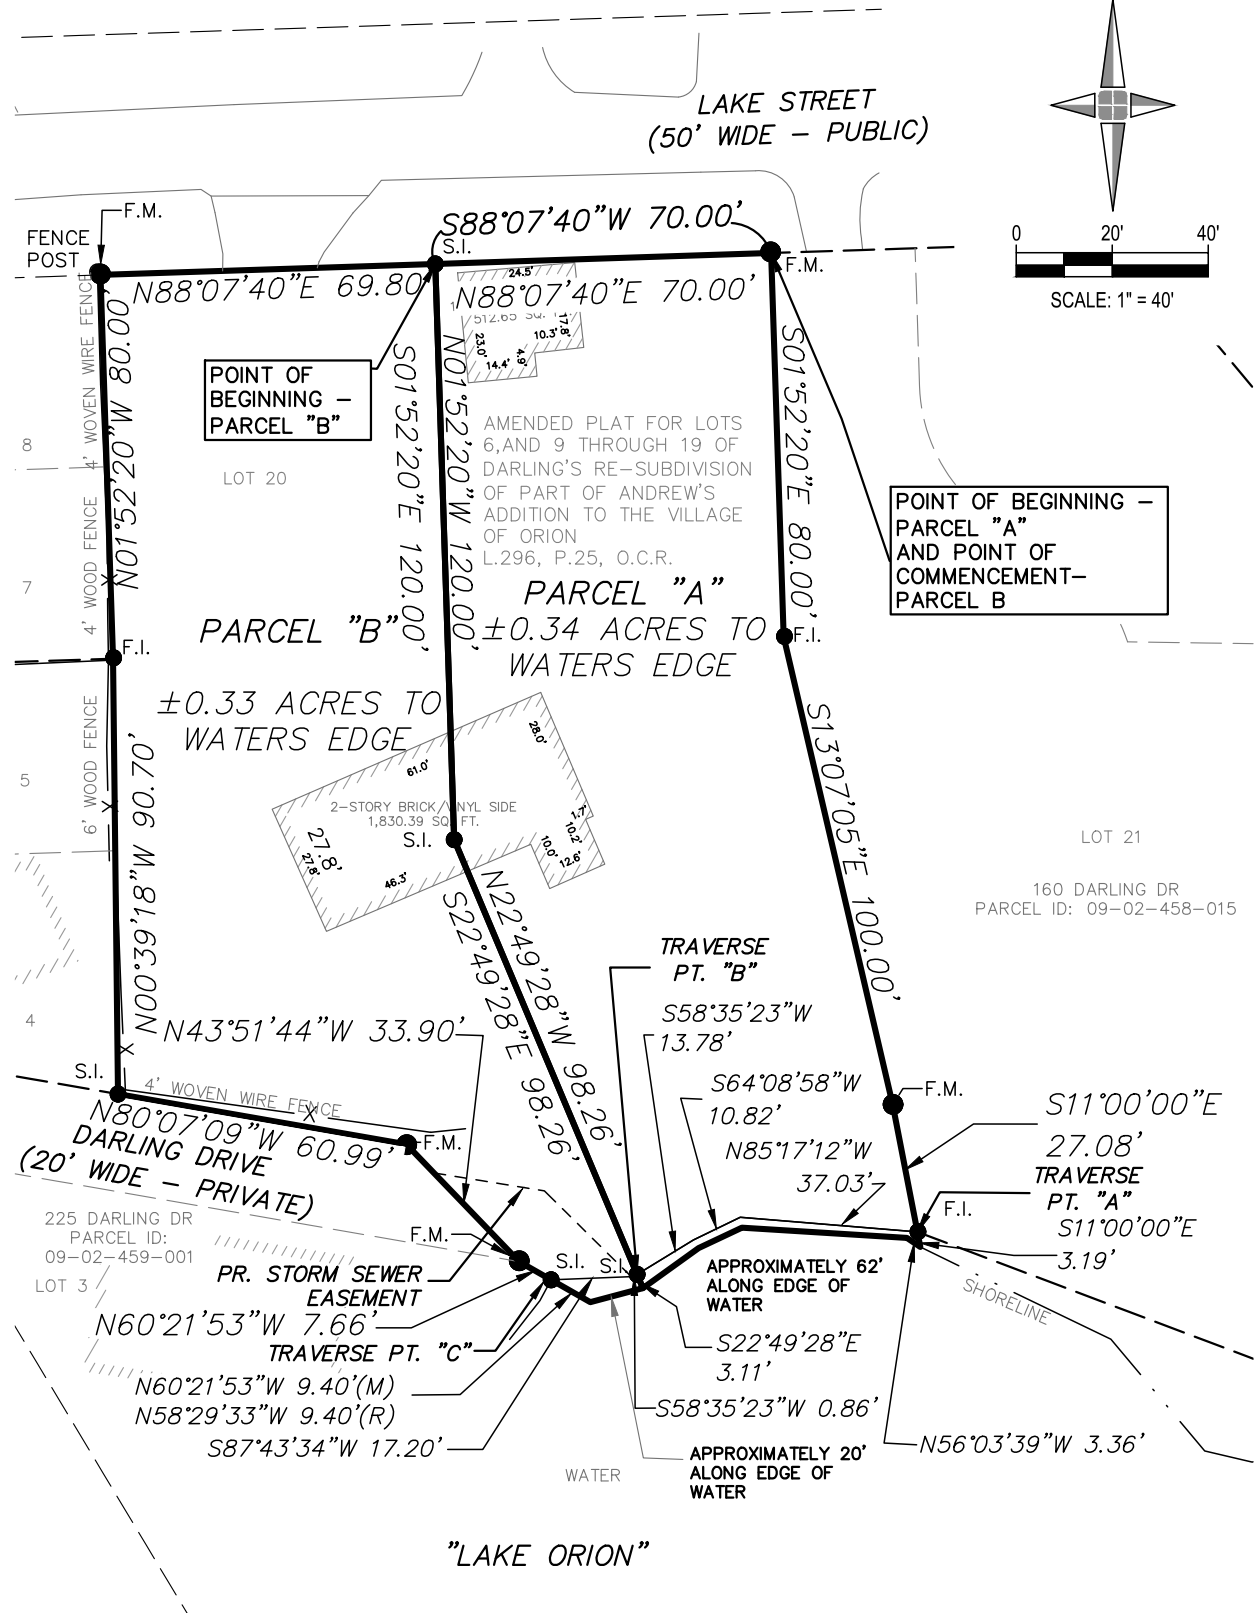 LAKE STREET
(50' WIDE – PUBLIC)
0 20' 40'
SCALE: 1" = 40'
F.M.
FENCE
POST
S88°07'40"W 70.00'
S.I.
F.M.
N88°07'40"E 69.80'
24.5'
N88°07'40"E 70.00'
512.65 SQ.
17.8'
10.3'
23.0'
14.4'
4.9'
4' WOVEN WIRE FENCE
N01°52'20"W 80.00'
POINT OF
BEGINNING –
PARCEL "B"
S01°52'20"E 120.00'
N01°52'20"W 120.00'
S01°52'20"E 80.00'
8
LOT 20
AMENDED PLAT FOR LOTS
6,AND 9 THROUGH 19 OF
DARLING'S RE–SUBDIVISION
OF PART OF ANDREW'S
ADDITION TO THE VILLAGE
OF ORION
L.296, P.25, O.C.R.
POINT OF BEGINNING –
PARCEL "A"
AND POINT OF
COMMENCEMENT–
PARCEL B
4' WOOD FENCE
7
PARCEL "A"
±0.34 ACRES TO
WATERS EDGE
PARCEL "B"
±0.33 ACRES TO
WATERS EDGE
F.I.
F.I.
6' WOOD FENCE
5
N00°39'18"W 90.70'
28.0'
61.0'
2–STORY BRICK/VINYL SIDE
1,830.39 SQ.FT.
1.7'
10.2'
10.0'
12.6'
27.8'
27.8'
46.3'
S.I.
S13°07'05"E 100.00'
LOT 21
160 DARLING DR
PARCEL ID: 09–02–458–015
N22°49'28"W 98.26'
S22°49'28"E 98.26'
TRAVERSE
PT. "B"
S58°35'23"W
13.78'
4
N43°51'44"W 33.90'
S.I.
4' WOVEN WIRE FENCE
S64°08'58"W
10.82'
F.M.
S11°00'00"E
27.08'
N80°07'09"W 60.99'
F.M.
DARLING DRIVE
(20' WIDE – PRIVATE)
N85°17'12"W
37.03'
TRAVERSE
PT. "A"
F.I.
S11°00'00"E
3.19'
225 DARLING DR
PARCEL ID:
09–02–459–001
LOT 3
F.M.
S.I.
S.I.
PR. STORM SEWER
EASEMENT
APPROXIMATELY 62'
ALONG EDGE OF
WATER
SHORELINE
N60°21'53"W 7.66'
TRAVERSE PT. "C"
S22°49'28"E
3.11'
N60°21'53"W 9.40'(M)
N58°29'33"W 9.40'(R)
S58°35'23"W 0.86'
S87°43'34"W 17.20'
N56°03'39"W 3.36'
APPROXIMATELY 20'
ALONG EDGE OF
WATER
WATER
"LAKE ORION"